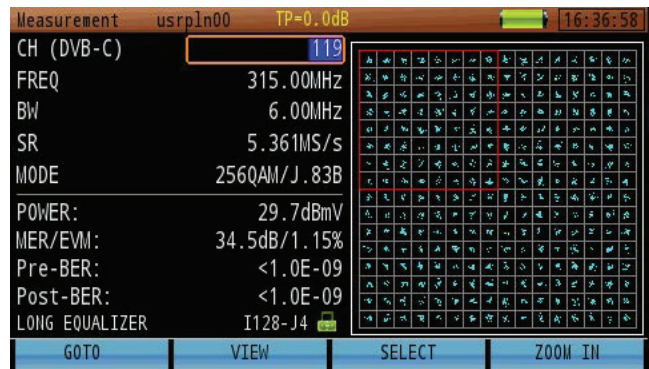 Measurement usrpln00 TP=0.0dB 16:36:58
CH (DVB-C) 119
FREQ 315.00MHz
BW 6.00MHz
SR 5.361MS/s
MODE 256QAM/J.83B
POWER: 29.7dBmV
MER/EVM: 34.5dB/1.15%
Pre-BER: <1.0E-09
Post-BER: <1.0E-09
LONG EQUALIZER I128-J4
GOTO VIEW SELECT ZOOM IN